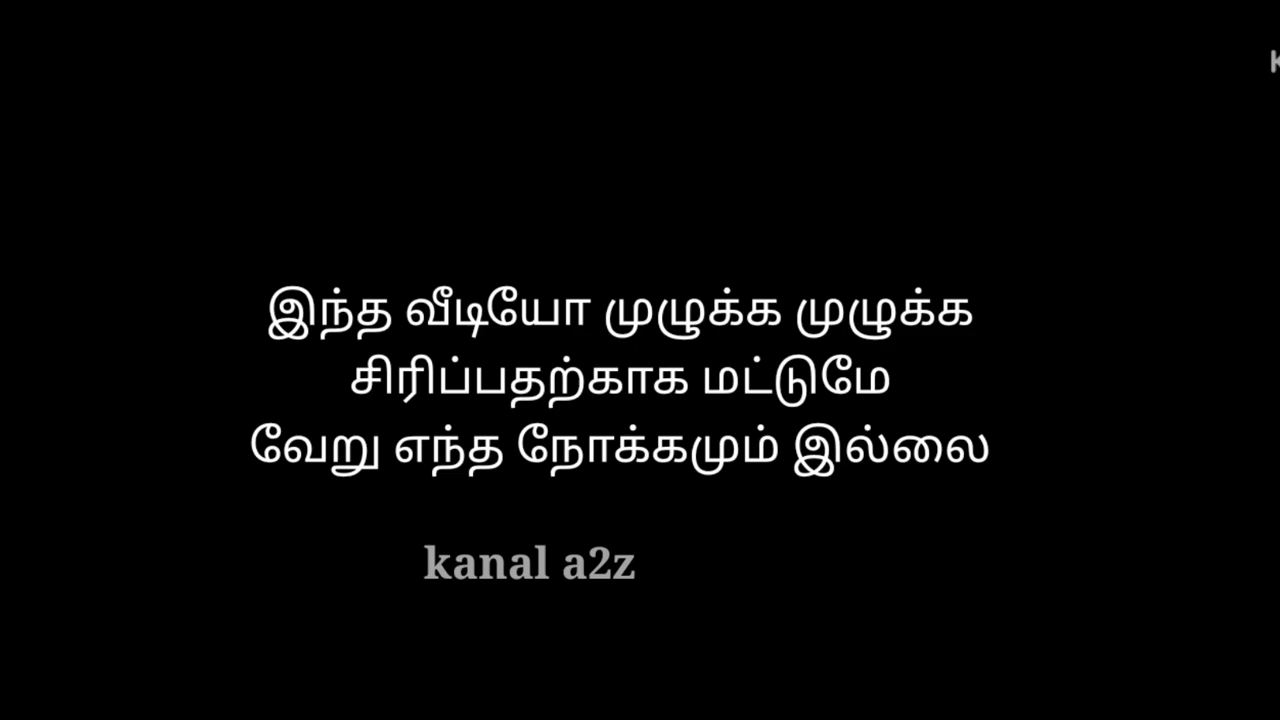 இந்த வீடியோ முழுக்க முழுக்க
சிரிப்பதற்காக மட்டுமே
வேறு எந்த நோக்கமும் இல்லை
kanal a2z